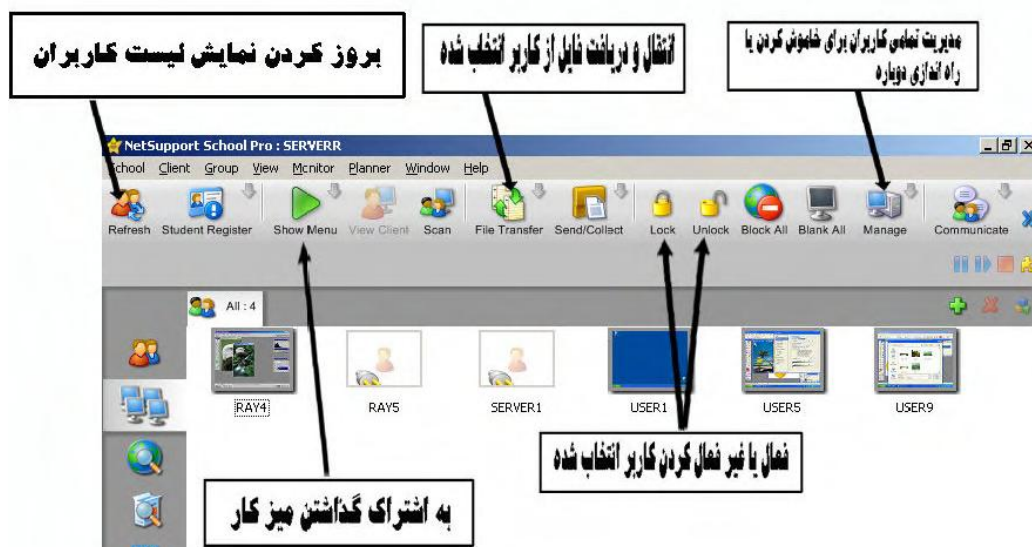 بروز کردن نمایش لیست کاربران
انتقال و دریافت فایل از کاربر انتخاب شده
مدیریت تمامی کاربران برای خاموش کردن یا
راه اندازی دوباره
NetSupport School Pro : SERVERR
School Client Group View Monitor Planner Window Help
Refresh Student Register Show Menu View Client Scan File Transfer Send/Collect Lock Unlock Block All Blank All Manage Communicate
All : 4
RAY4 RAY5 SERVER1 USER1 USER5 USER9
فعال یا غیر فعال کردن کاربر انتخاب شده
به اشتراک گذاشتن میز کار